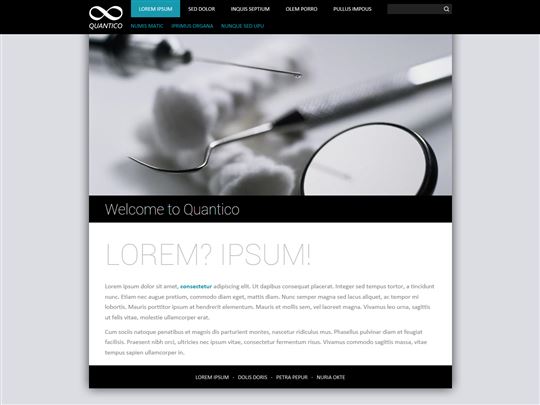 LOREM IPSUM SED DOLOR INQUIS SEPTIUM OLEM PORRO PULLUS IMPOUS
QUANTICO
NUMIS MATIC IPRIMUS ORGANA NUNQUE SED UPU
Welcome to Quantico
LOREM? IPSUM!
Lorem ipsum dolor sit amet, consectetur adipiscing elit. Ut dapibus consequat placerat. Integer sed tempus tortor, a tincidunt
nunc. Etiam nec augue pretium, commodo diam eget, mattis diam. Nunc semper magna sed lacus aliquet, ac tempor mi
lobortis. Mauris porttitor ipsum at hendrerit elementum. Mauris et mollis sem, vel laoreet magna. Vivamus leo urna, sagittis
ut felis vitae, molestie ullamcorper erat.
Cum sociis natoque penatibus et magnis dis parturient montes, nascetur ridiculus mus. Phasellus pulvinar diam et feugiat
facilisis. Praesent nibh orci, ultricies nec ipsum vitae, consectetur fermentum risus. Vivamus commodo sagittis massa, vitae
tempus sapien ullamcorper in.
LOREM IPSUM - DOLIS DORIS - PETRA PEPUR - NURIA OKTE